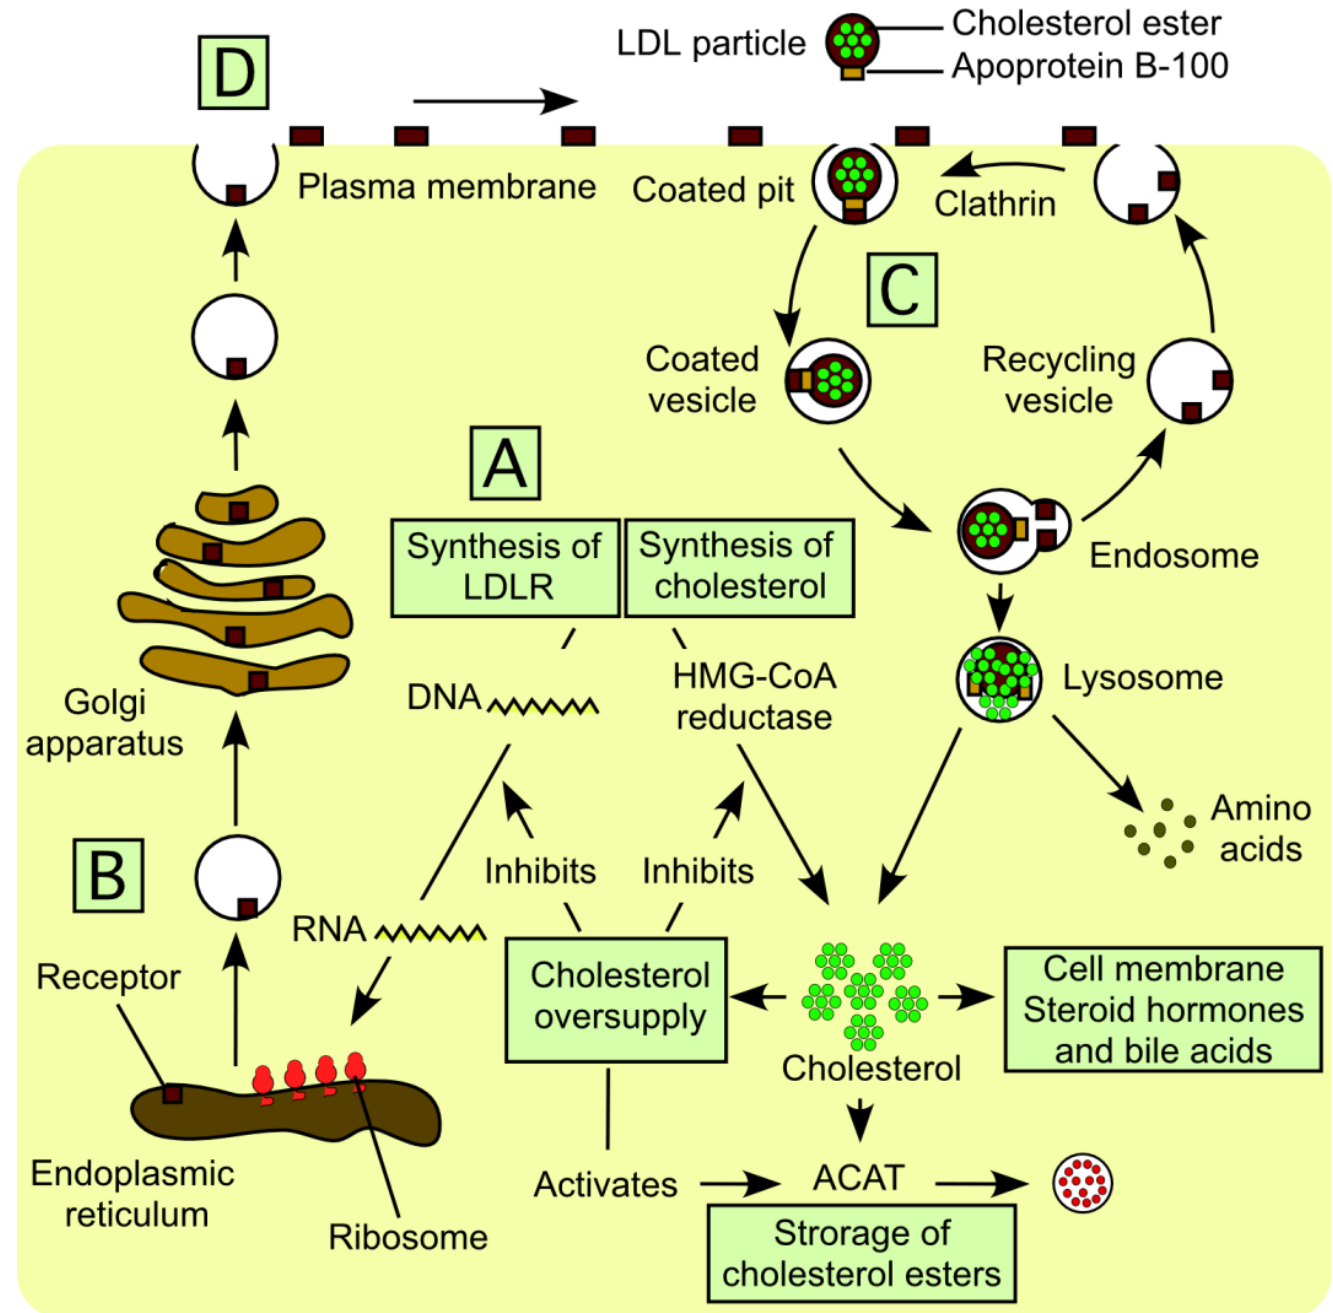 LDL particle
Cholesterol ester
Apoprotein B-100
D
Plasma membrane
Coated pit
Clathrin
C
Coated
vesicle
Recycling
vesicle
A
Synthesis of
LDLR
Synthesis of
cholesterol
Endosome
DNA
HMG-CoA
reductase
Lysosome
Golgi
apparatus
Amino
acids
B
Inhibits
Inhibits
RNA
Receptor
Cholesterol
oversupply
Cell membrane
Steroid hormones
and bile acids
Cholesterol
Endoplasmic
reticulum
Ribosome
Activates
ACAT
Strorage of
cholesterol esters